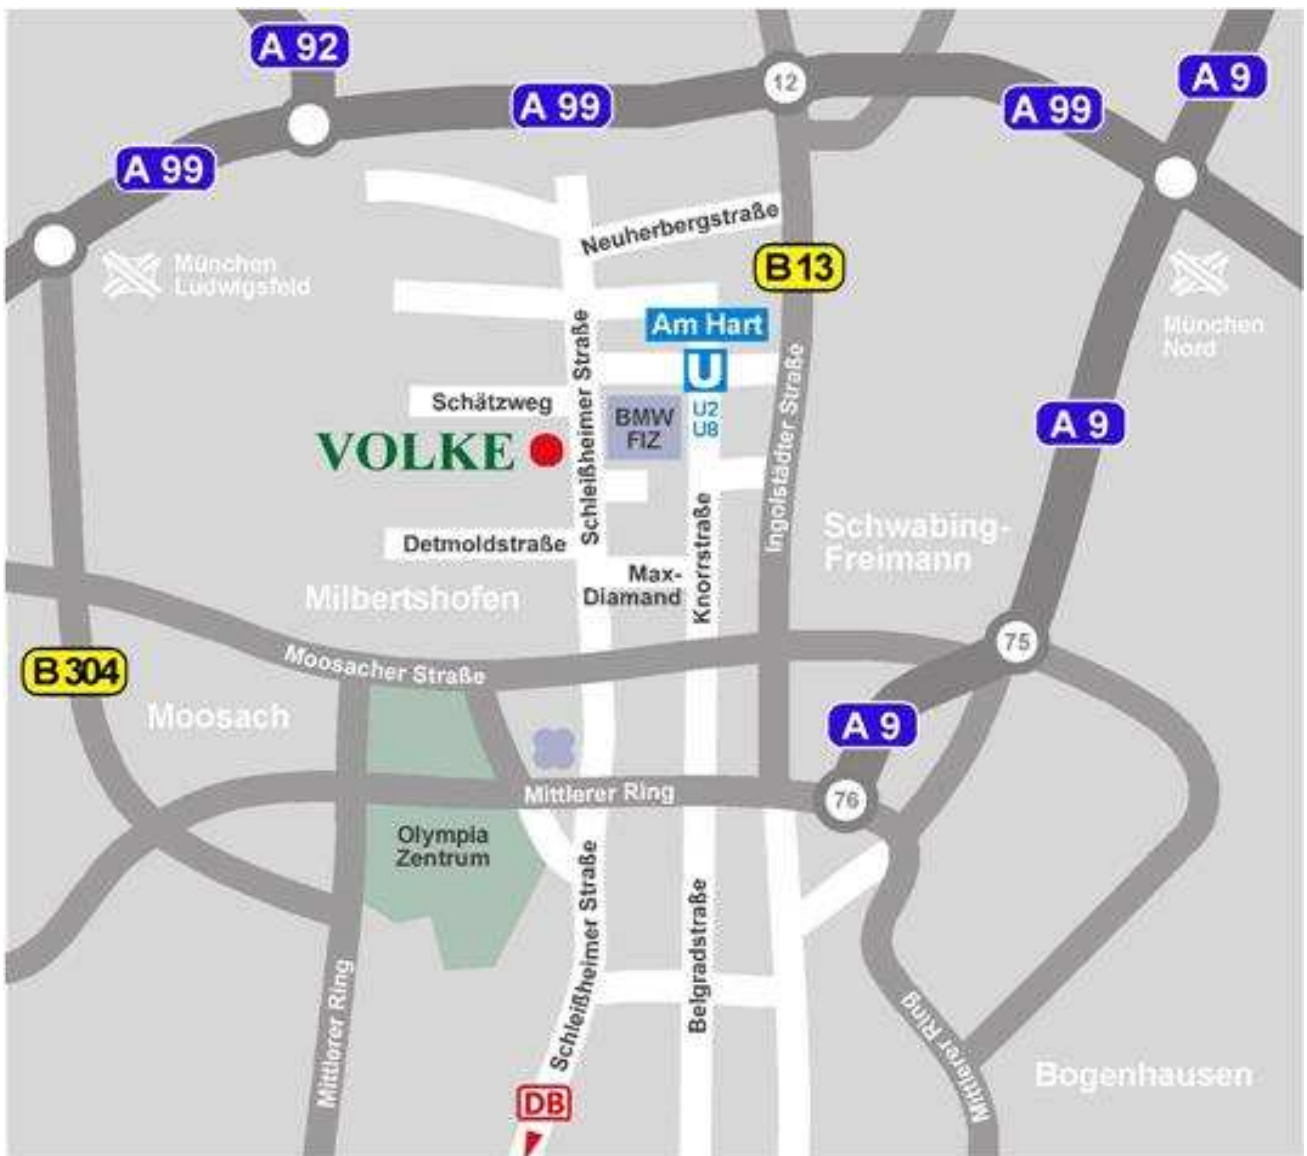 A 92
A 99
A 99
A 99
A 9
12
München
Ludwigsfeld
Neuherbergstraße
B 13
München
Nord
Am Hart
U
U2
U8
Schleißheimer Straße
Ingolstädter Straße
Schätzweg
BMW
FIZ
VOLKE
A 9
Detmoldstraße
Max-
Diamand
Knorrstraße
Schwabing-
Freimann
Milbertshofen
75
B 304
Moosacher Straße
Moosach
A 9
Mittlerer Ring
76
Olympia
Zentrum
Schleißheimer Straße
Belgradstraße
Mittlerer Ring
Mittlerer Ring
Bogenhausen
DB